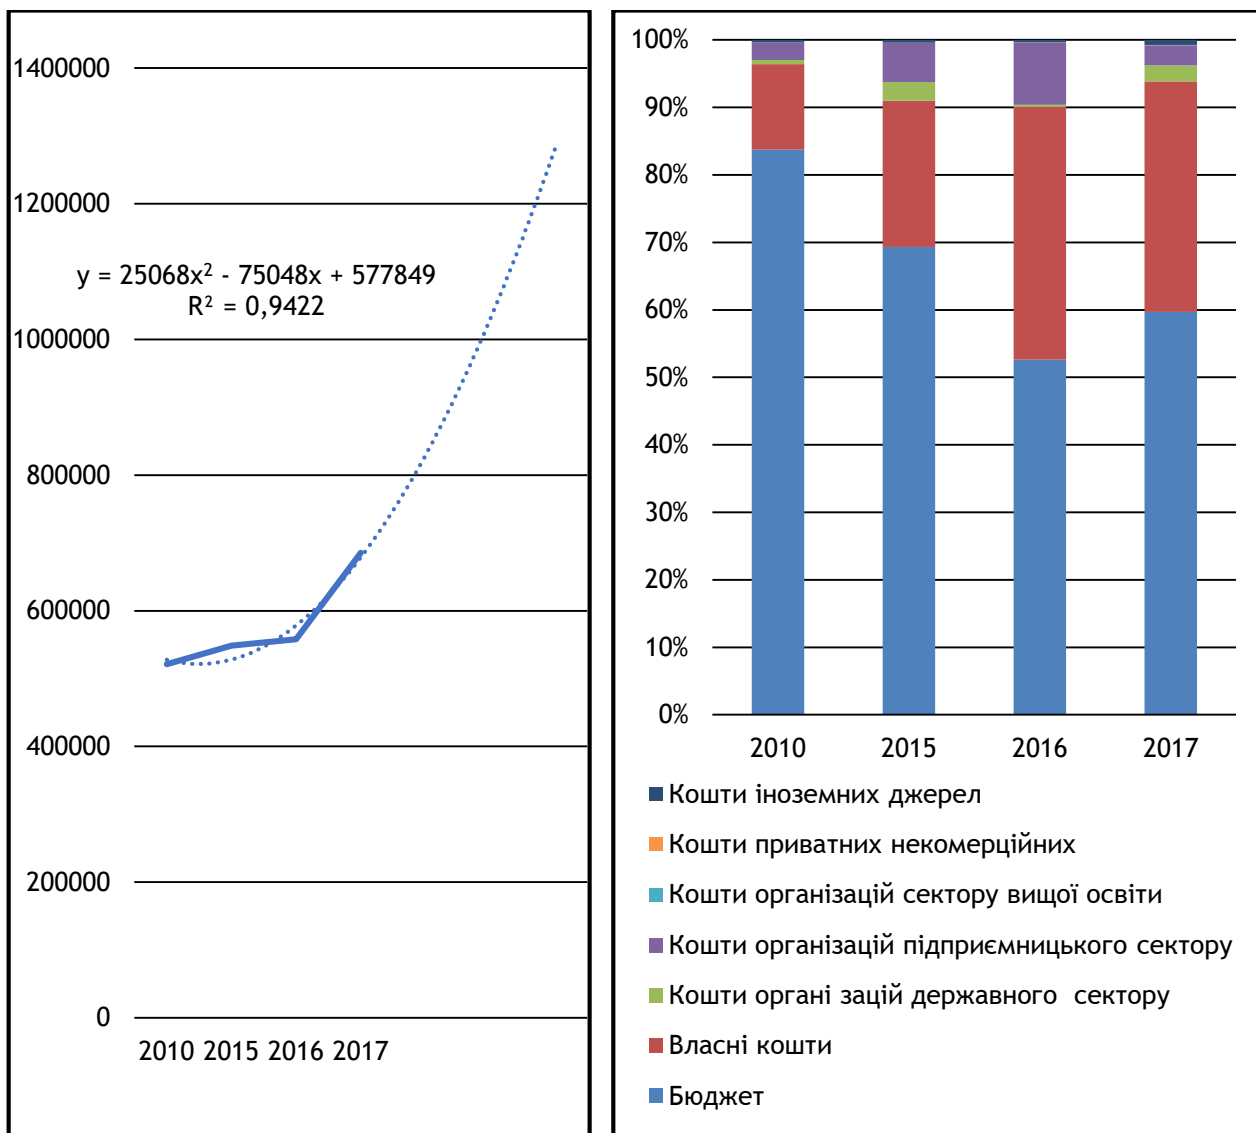 1400000
1200000
y = 25068x² - 75048x + 577849
R² = 0,9422
1000000
800000
600000
400000
200000
0
2010 2015 2016 2017
100%
90%
80%
70%
60%
50%
40%
30%
20%
10%
0%
2010 2015 2016 2017
Кошти іноземних джерел
Кошти приватних некомерційних
Кошти організацій сектору вищої освіти
Кошти організацій підприємницького сектору
Кошти органі зацій державного сектору
Власні кошти
Бюджет